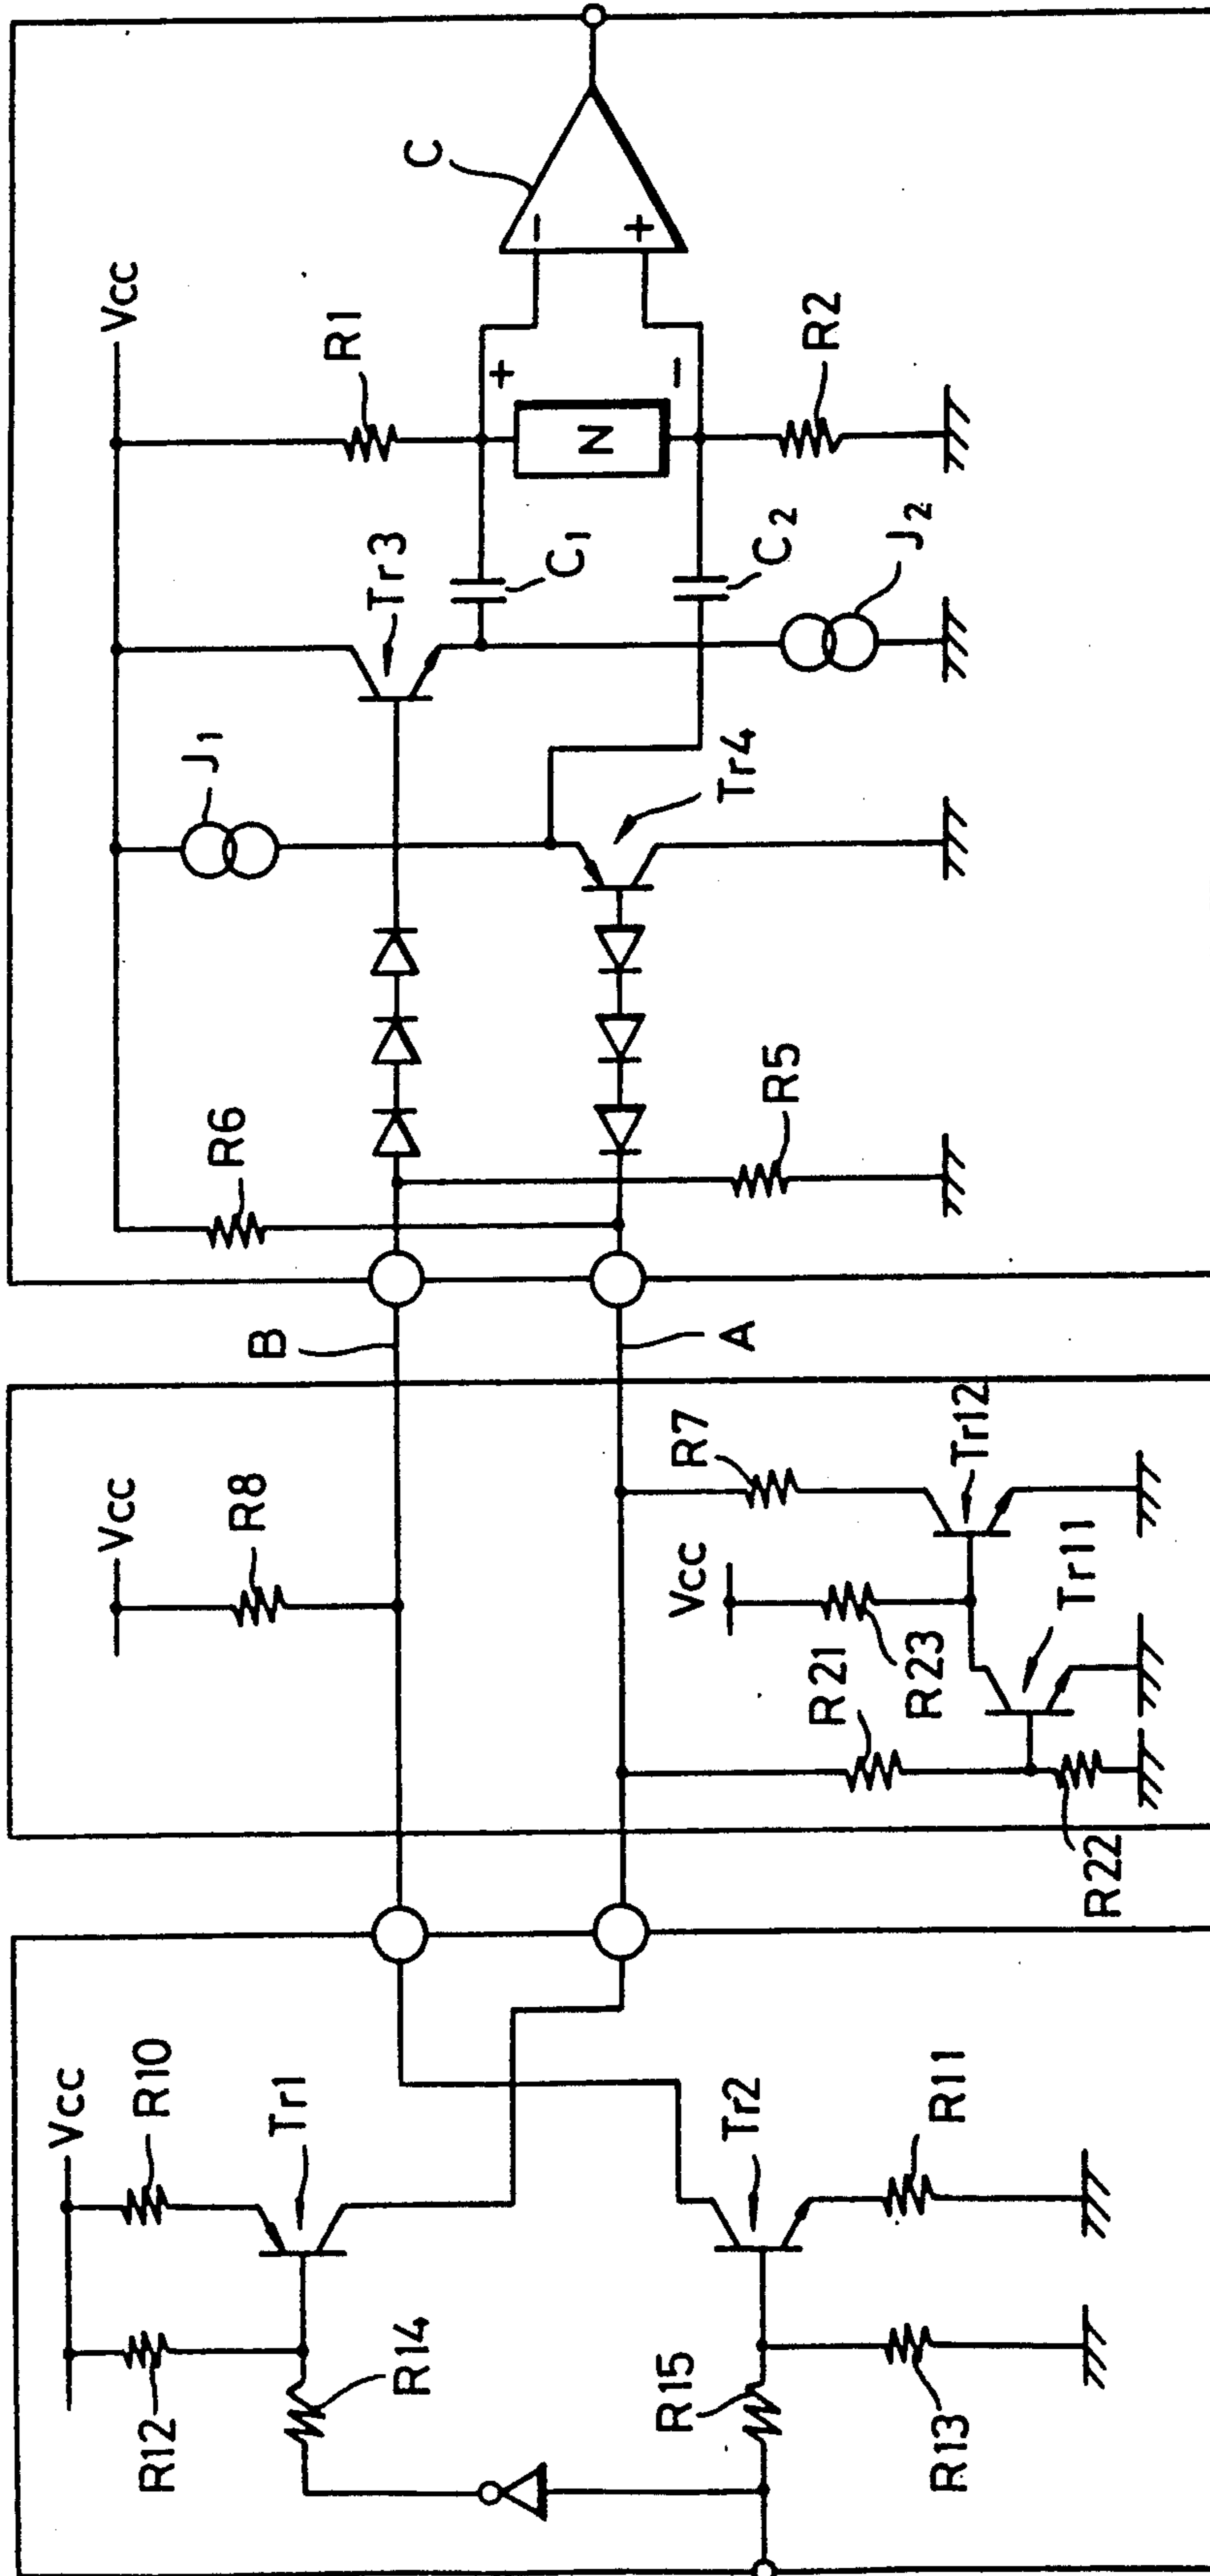 Vcc
R10
Tr1
R12
R14
Tr2
R11
R15
R13
Vcc
R8
B
A
R7
Tr12
Vcc
R23
R21
Tr11
R22
Vcc
R6
J1
Tr3
R1
C
−
+
+
N
−
C1
C2
R2
J2
Tr4
R5